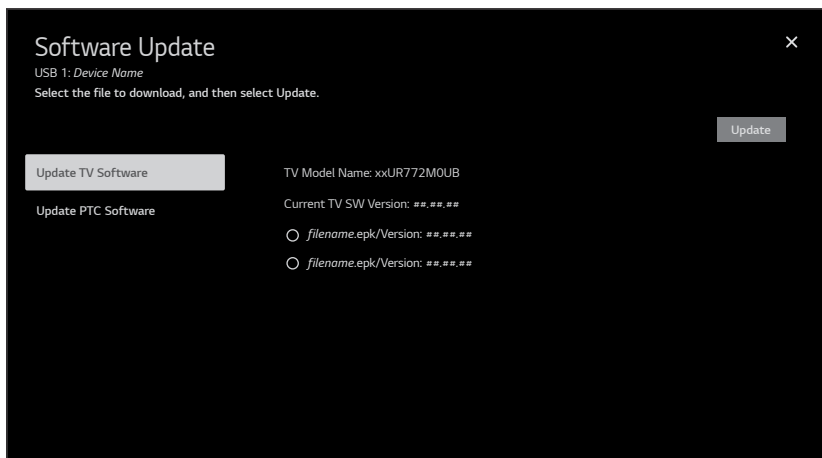 Software Update
USB 1: Device Name
Select the file to download, and then select Update.
Update
Update TV Software
Update PTC Software
TV Model Name: xxUR772M0UB
Current TV SW Version: ##.##.##
filename.epk/Version: ##.##.##
filename.epk/Version: ##.##.##